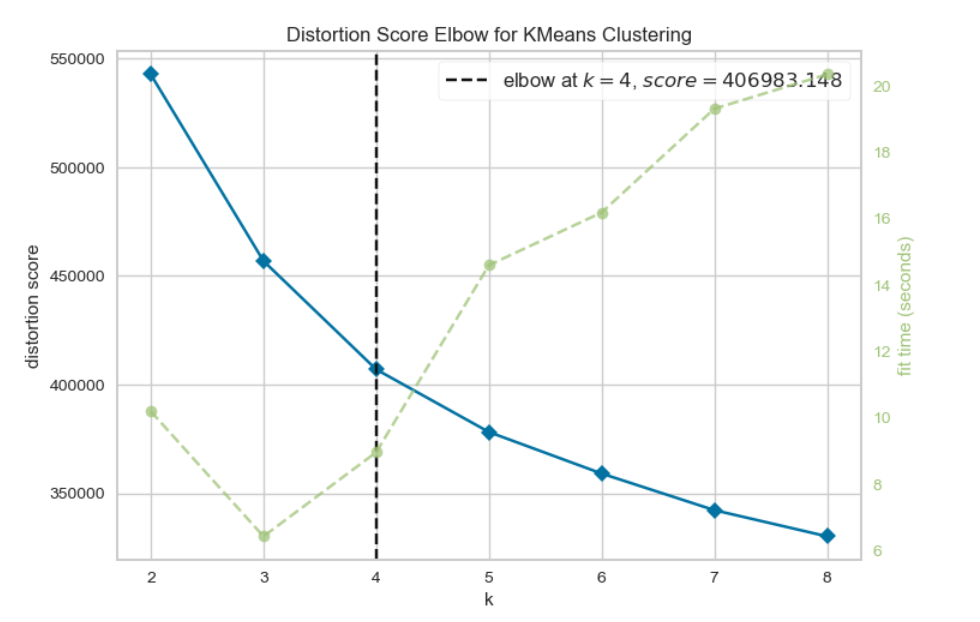 Distortion Score Elbow for KMeans Clustering
elbow at k = 4, score = 406983.148
550000
500000
450000
400000
350000
distortion score
20
18
16
14
12
10
8
6
fit time (seconds)
2 3 4 5 6 7 8
k